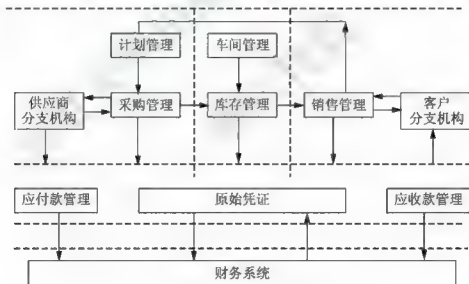 计划管理
车间管理
供应商
分支机构
采购管理
库存管理
销售管理
客户
分支机构
应付款管理
原始凭证
应收款管理
财务系统